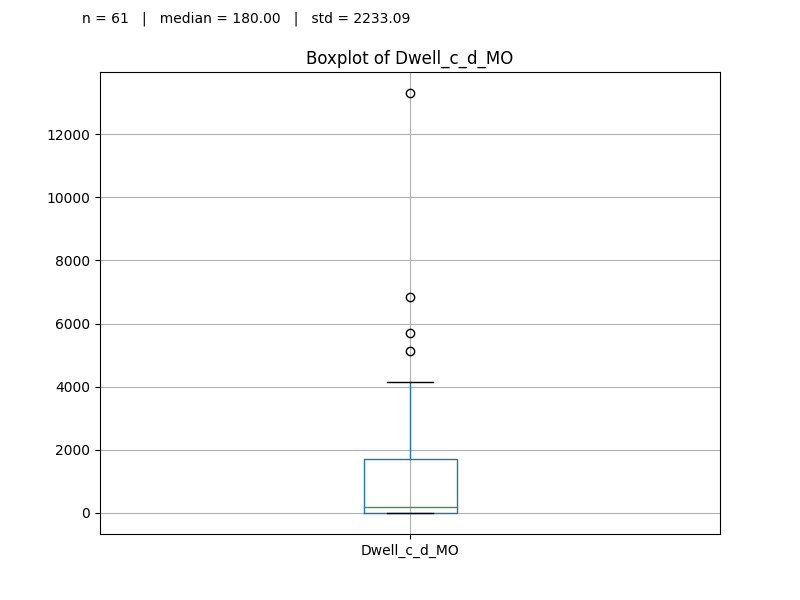 n = 61   |   median = 180.00   |   std = 2233.09
Boxplot of Dwell_c_d_MO
12000
10000
8000
6000
4000
2000
0
Dwell_c_d_MO